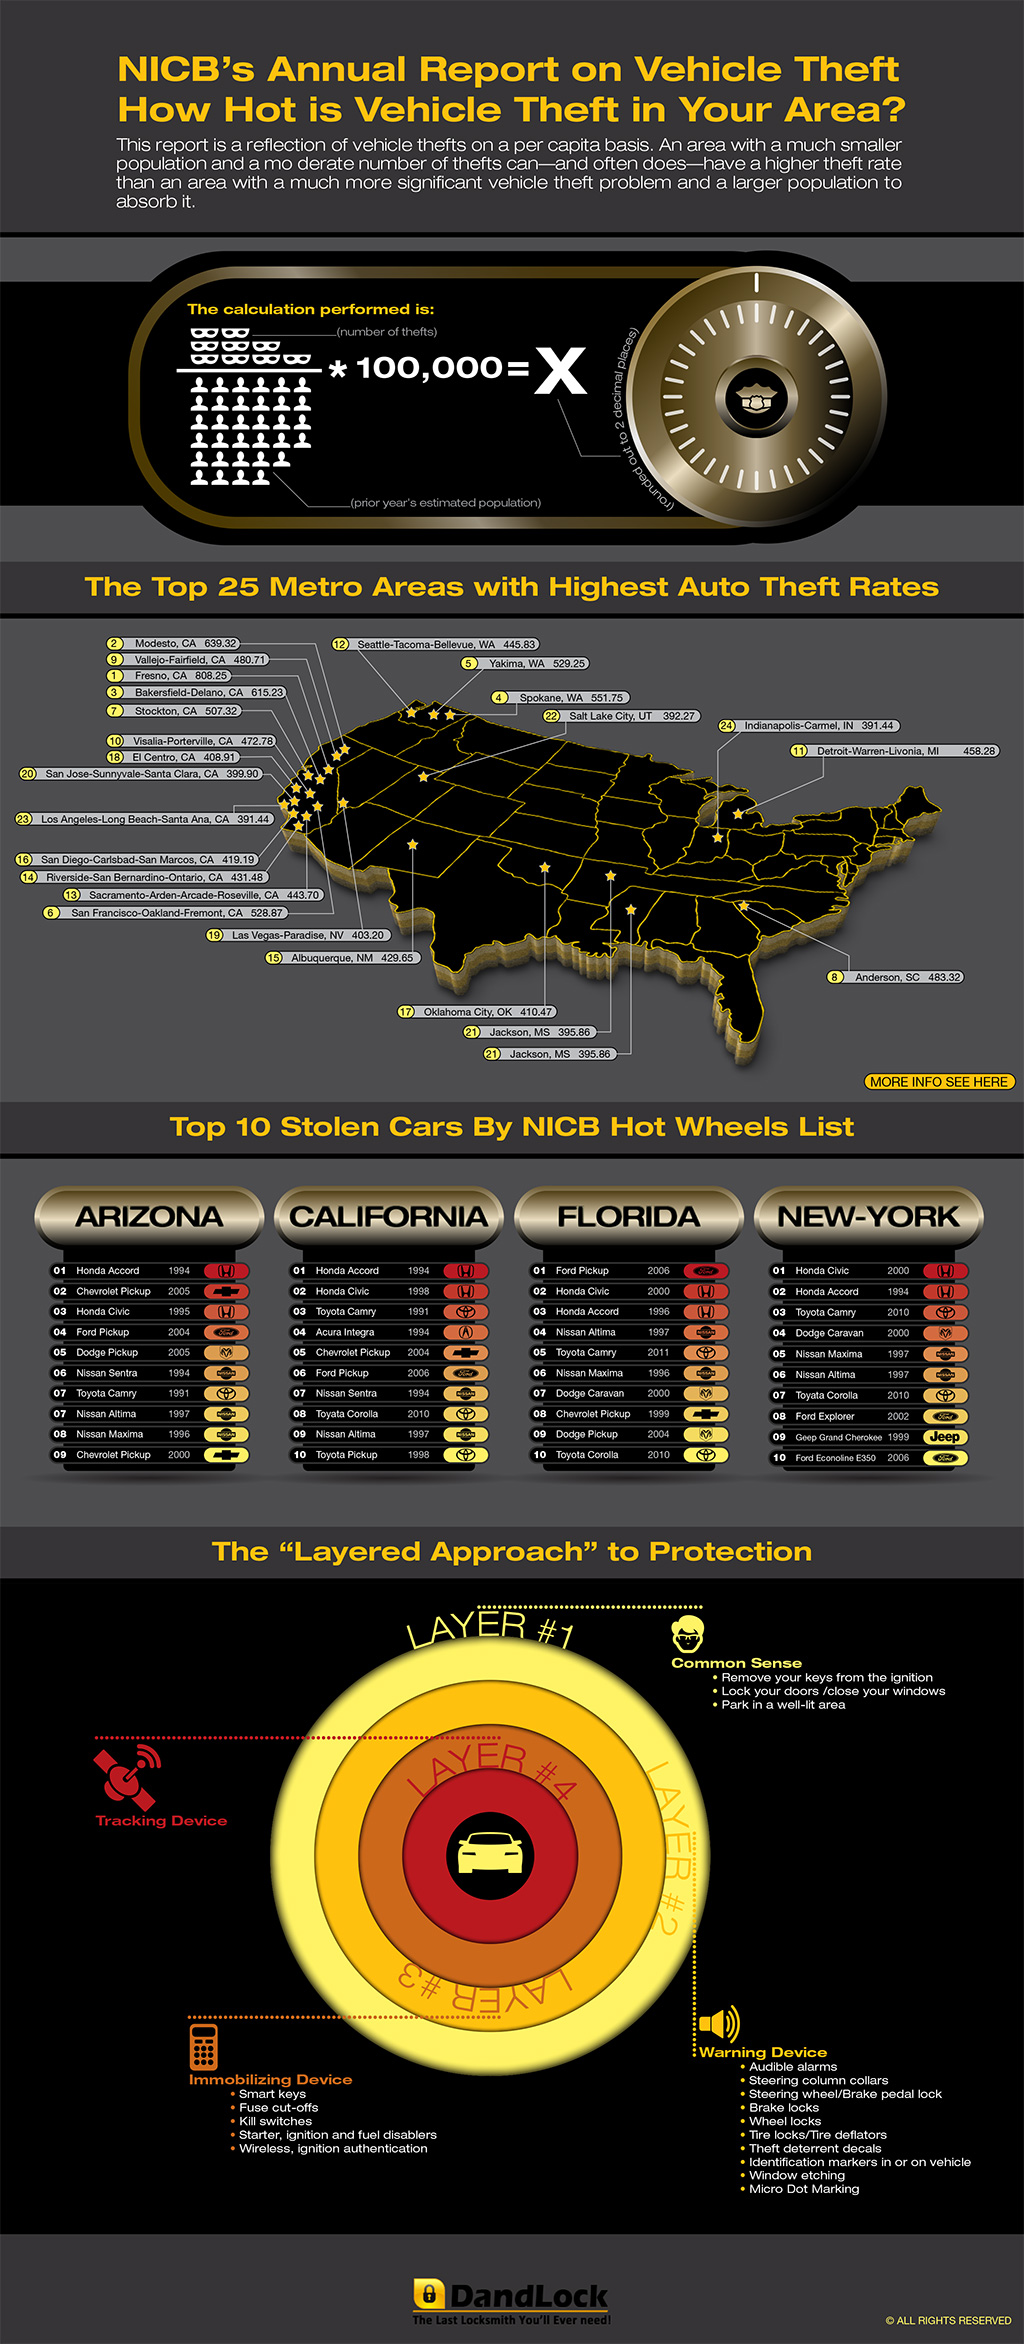 NICB's Annual Report on Vehicle Theft
How Hot is Vehicle Theft in Your Area?
This report is a reflection of vehicle thefts on a per capita basis. An area with a much smaller
population and a mo derate number of thefts can—and often does—have a higher theft rate
than an area with a much more significant vehicle theft problem and a larger population to
absorb it.
The calculation performed is:
(number of thefts)
* 100,000 = X
(rounded out to 2 decimal places)
(prior year's estimated population)
The Top 25 Metro Areas with Highest Auto Theft Rates
2 Modesto, CA 639.32
12 Seattle-Tacoma-Bellevue, WA 445.83
9 Vallejo-Fairfield, CA 480.71
5 Yakima, WA 529.25
1 Fresno, CA 808.25
3 Bakersfield-Delano, CA 615.23
4 Spokane, WA 551.75
7 Stockton, CA 507.32
22 Salt Lake City, UT 392.27
24 Indianapolis-Carmel, IN 391.44
10 Visalia-Porterville, CA 472.78
11 Detroit-Warren-Livonia, MI 458.28
18 El Centro, CA 408.91
20 San Jose-Sunnyvale-Santa Clara, CA 399.90
23 Los Angeles-Long Beach-Santa Ana, CA 391.44
16 San Diego-Carlsbad-San Marcos, CA 419.19
14 Riverside-San Bernardino-Ontario, CA 431.48
13 Sacramento-Arden-Arcade-Roseville, CA 443.70
6 San Francisco-Oakland-Fremont, CA 528.87
19 Las Vegas-Paradise, NV 403.20
15 Albuquerque, NM 429.65
8 Anderson, SC 483.32
17 Oklahoma City, OK 410.47
21 Jackson, MS 395.86
21 Jackson, MS 395.86
MORE INFO SEE HERE
Top 10 Stolen Cars By NICB Hot Wheels List
ARIZONA
01 Honda Accord 1994
02 Chevrolet Pickup 2005
03 Honda Civic 1995
04 Ford Pickup 2004 Ford
05 Dodge Pickup 2005
06 Nissan Sentra 1994 NISSAN
07 Toyota Camry 1991
07 Nissan Altima 1997 NISSAN
08 Nissan Maxima 1996 NISSAN
09 Chevrolet Pickup 2000
CALIFORNIA
01 Honda Accord 1994
02 Honda Civic 1998
03 Toyota Camry 1991
04 Acura Integra 1994
05 Chevrolet Pickup 2004
06 Ford Pickup 2006 Ford
07 Nissan Sentra 1994 NISSAN
08 Toyata Corolla 2010
09 Nissan Altima 1997 NISSAN
10 Toyata Pickup 1998
FLORIDA
01 Ford Pickup 2006 Ford
02 Honda Civic 2000
03 Honda Accord 1996
04 Nissan Altima 1997 NISSAN
05 Toyata Camry 2011
06 Nissan Maxima 1996 NISSAN
07 Dodge Caravan 2000
08 Chevrolet Pickup 1999
09 Dodge Pickup 2004
10 Toyata Corolla 2010
NEW-YORK
01 Honda Civic 2000
02 Honda Accord 1994
03 Toyata Camry 2010
04 Dodge Caravan 2000
05 Nissan Maxima 1997 NISSAN
06 Nissan Altima 1997 NISSAN
07 Toyata Corolla 2010
08 Ford Explorer 2002 Ford
09 Geep Grand Cherokee 1999 Jeep
10 Ford Econoline E350 2006 Ford
The “Layered Approach” to Protection
LAYER #1
Common Sense
• Remove your keys from the ignition
• Lock your doors /close your windows
• Park in a well-lit area
LAYER #4
Tracking Device
LAYER #2
LAYER #3
Warning Device
• Audible alarms
• Steering column collars
• Steering wheel/Brake pedal lock
• Brake locks
• Wheel locks
• Tire locks/Tire deflators
• Theft deterrent decals
• Identification markers in or on vehicle
• Window etching
• Micro Dot Marking
Immobilizing Device
• Smart keys
• Fuse cut-offs
• Kill switches
• Starter, ignition and fuel disablers
• Wireless, ignition authentication
DandLock
The Last Locksmith You'll Ever need!
© ALL RIGHTS RESERVED